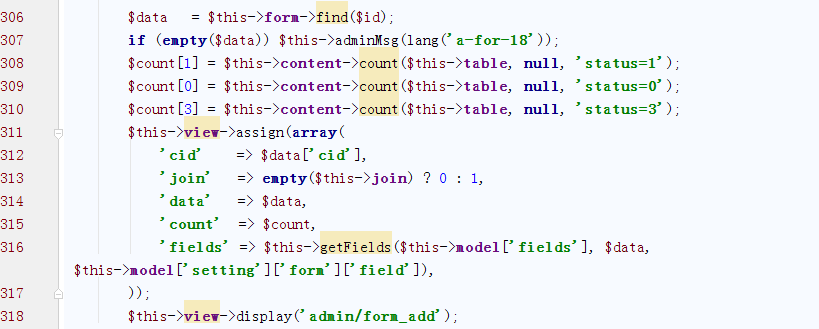 306 $data   = $this->form->find($id);
307 if (empty($data)) $this->adminMsg(lang('a-for-18'));
308 $count[1] = $this->content->count($this->table, null, 'status=1');
309 $count[0] = $this->content->count($this->table, null, 'status=0');
310 $count[3] = $this->content->count($this->table, null, 'status=3');
311 $this->view->assign(array(
312     'cid'    => $data['cid'],
313     'join'   => empty($this->join) ? 0 : 1,
314     'data'   => $data,
315     'count'  => $count,
316     'fields' => $this->getFields($this->model['fields'], $data,
$this->model['setting']['form']['field']),
317 ));
318 $this->view->display('admin/form_add');